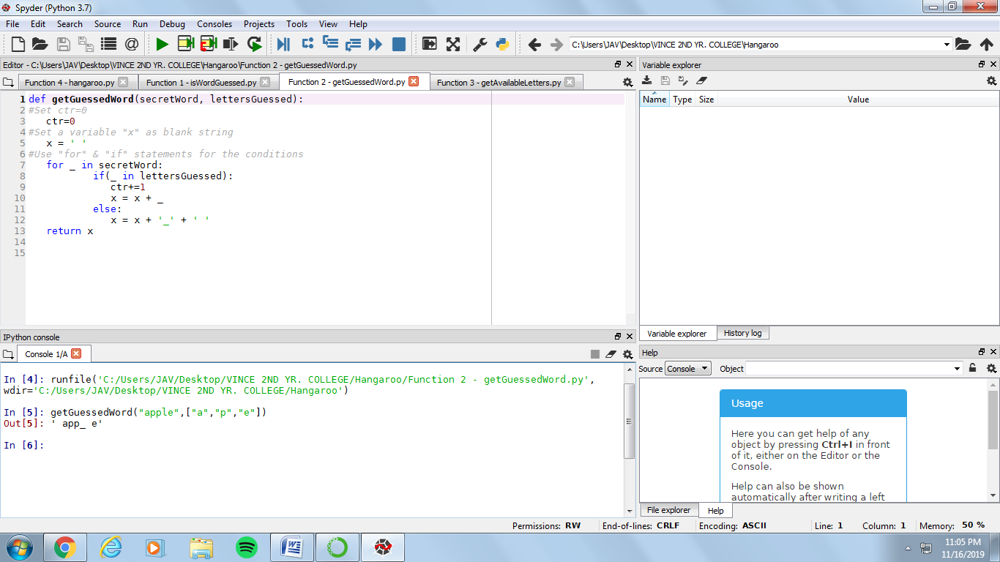 Spyder (Python 3.7)
File Edit Search Source Run Debug Consoles Projects Tools View Help
C:\Users\JAV\Desktop\VINCE 2ND YR. COLLEGE\Hangaroo
Editor - C:\Users\JAV\Desktop\VINCE 2ND YR. COLLEGE\Hangaroo\Function 2 - getGuessedWord.py
Function 4 - hangaroo.py Function 1 - isWordGuessed.py Function 2 - getGuessedWord.py Function 3 - getAvailableLetters.py
1 def getGuessedWord(secretWord, lettersGuessed):
2 #Set ctr=0
3    ctr=0
4 #Set a variable "x" as blank string
5    x = ' '
6 #Use "for" & "if" statements for the conditions
7    for _ in secretWord:
8            if(_ in lettersGuessed):
9               ctr+=1
10               x = x + _
11            else:
12               x = x + '_' + ' '
13    return x
14
15
IPython console
Console 1/A
In [4]: runfile('C:/Users/JAV/Desktop/VINCE 2ND YR. COLLEGE/Hangaroo/Function 2 - getGuessedWord.py',
wdir='C:/Users/JAV/Desktop/VINCE 2ND YR. COLLEGE/Hangaroo')
In [5]: getGuessedWord("apple",["a","p","e"])
Out[5]: ' app_ e'
In [6]:
Variable explorer
Name Type Size Value
Variable explorer History log
Help
Source Console Object
Usage
Here you can get help of any
object by pressing Ctrl+I in front
of it, either on the Editor or the
Console.
Help can also be shown
automatically after writing a left
File explorer Help
Permissions: RW End-of-lines: CRLF Encoding: ASCII Line: 1 Column: 1 Memory: 50 %
11:05 PM
11/16/2019